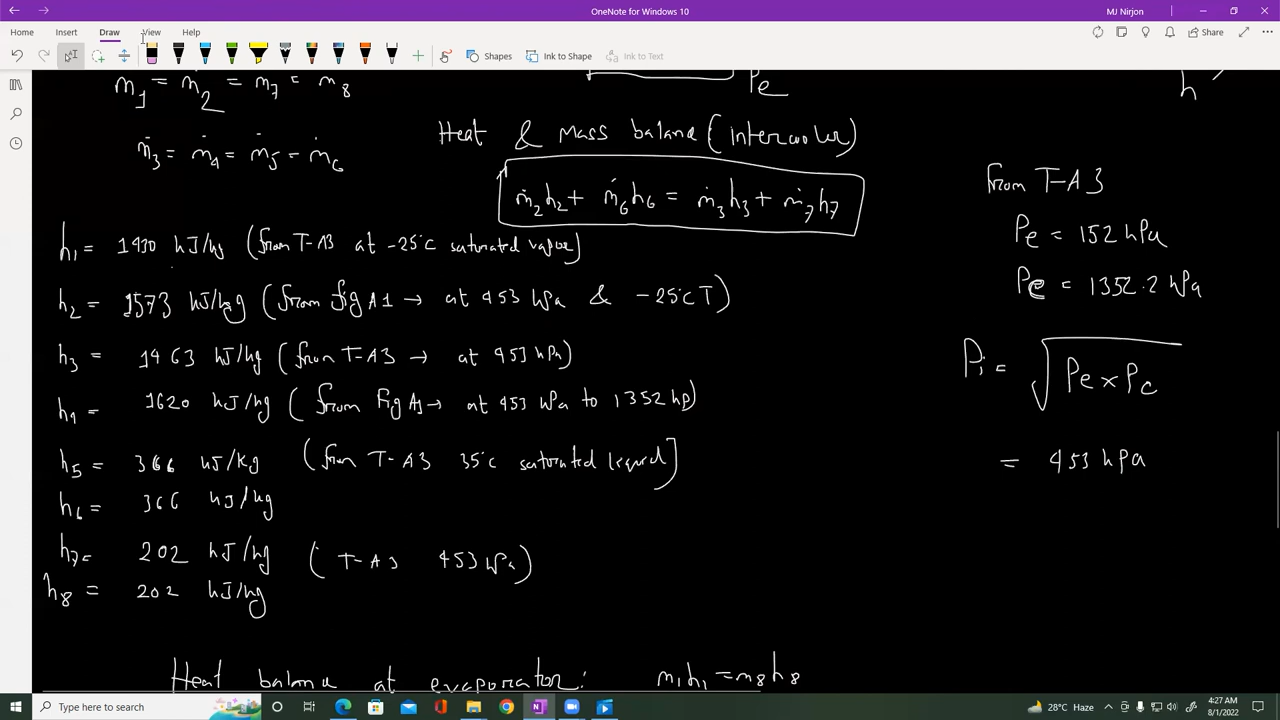 OneNote for Windows 10
MJ Nirjon
Home Insert Draw View Help
Share
Shapes Ink to Shape Ink to Text
ṁ1 = ṁ2 = ṁ7 = ṁ8
Pe
h
ṁ3 = ṁ4 = ṁ5 = ṁ6
Heat & mass balance (intercooler)
ṁ2h2 + ṁ6h6 = ṁ3h3 + ṁ7h7
h1 = 1430 kJ/kg (from T-A3 at -25°C saturated vapor)
h2 = 1573 kJ/kg (from fig A1 → at 453 kPa & -25°C T)
h3 = 1463 kJ/kg (from T-A3 → at 453 kPa)
h4 = 1620 kJ/kg (from Fig A1 → at 453 kPa to 1352 kp)
h5 = 366 kJ/kg (from T-A3 35°C saturated liquid)
h6 = 366 kJ/kg
h7 = 202 kJ/kg (T-A3 453 kPa)
h8 = 202 kJ/kg
Heat balance at evaporator: m1h1 = m8h8
from T-A3
Pe = 152 kPa
Pc = 1352.2 kPa
Pi = √Pe × Pc
= 453 kPa
Type here to search
28°C Haze
4:27 AM
8/1/2022